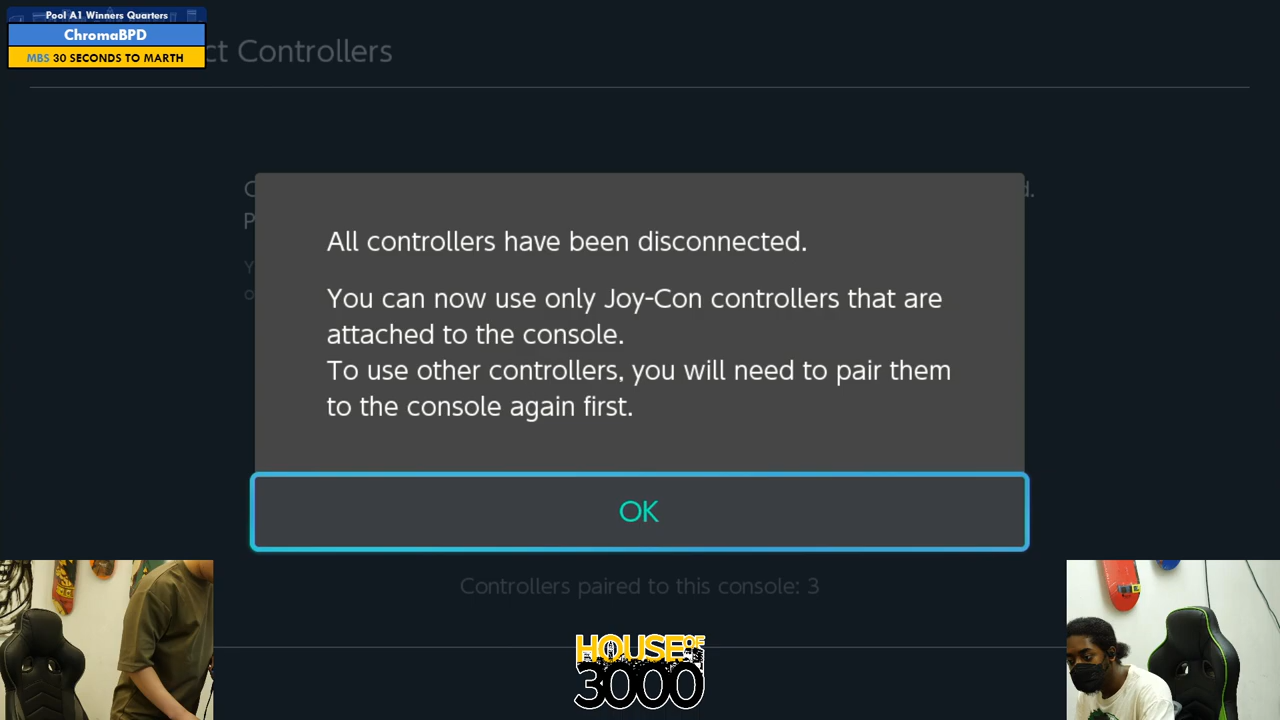 Pool A1 Winners Quarters
ChromaBPD
MBS 30 SECONDS TO MARTH
ct Controllers
All controllers have been disconnected.
You can now use only Joy-Con controllers that are
attached to the console.
To use other controllers, you will need to pair them
to the console again first.
OK
Controllers paired to this console: 3
HOUSE OF
3000